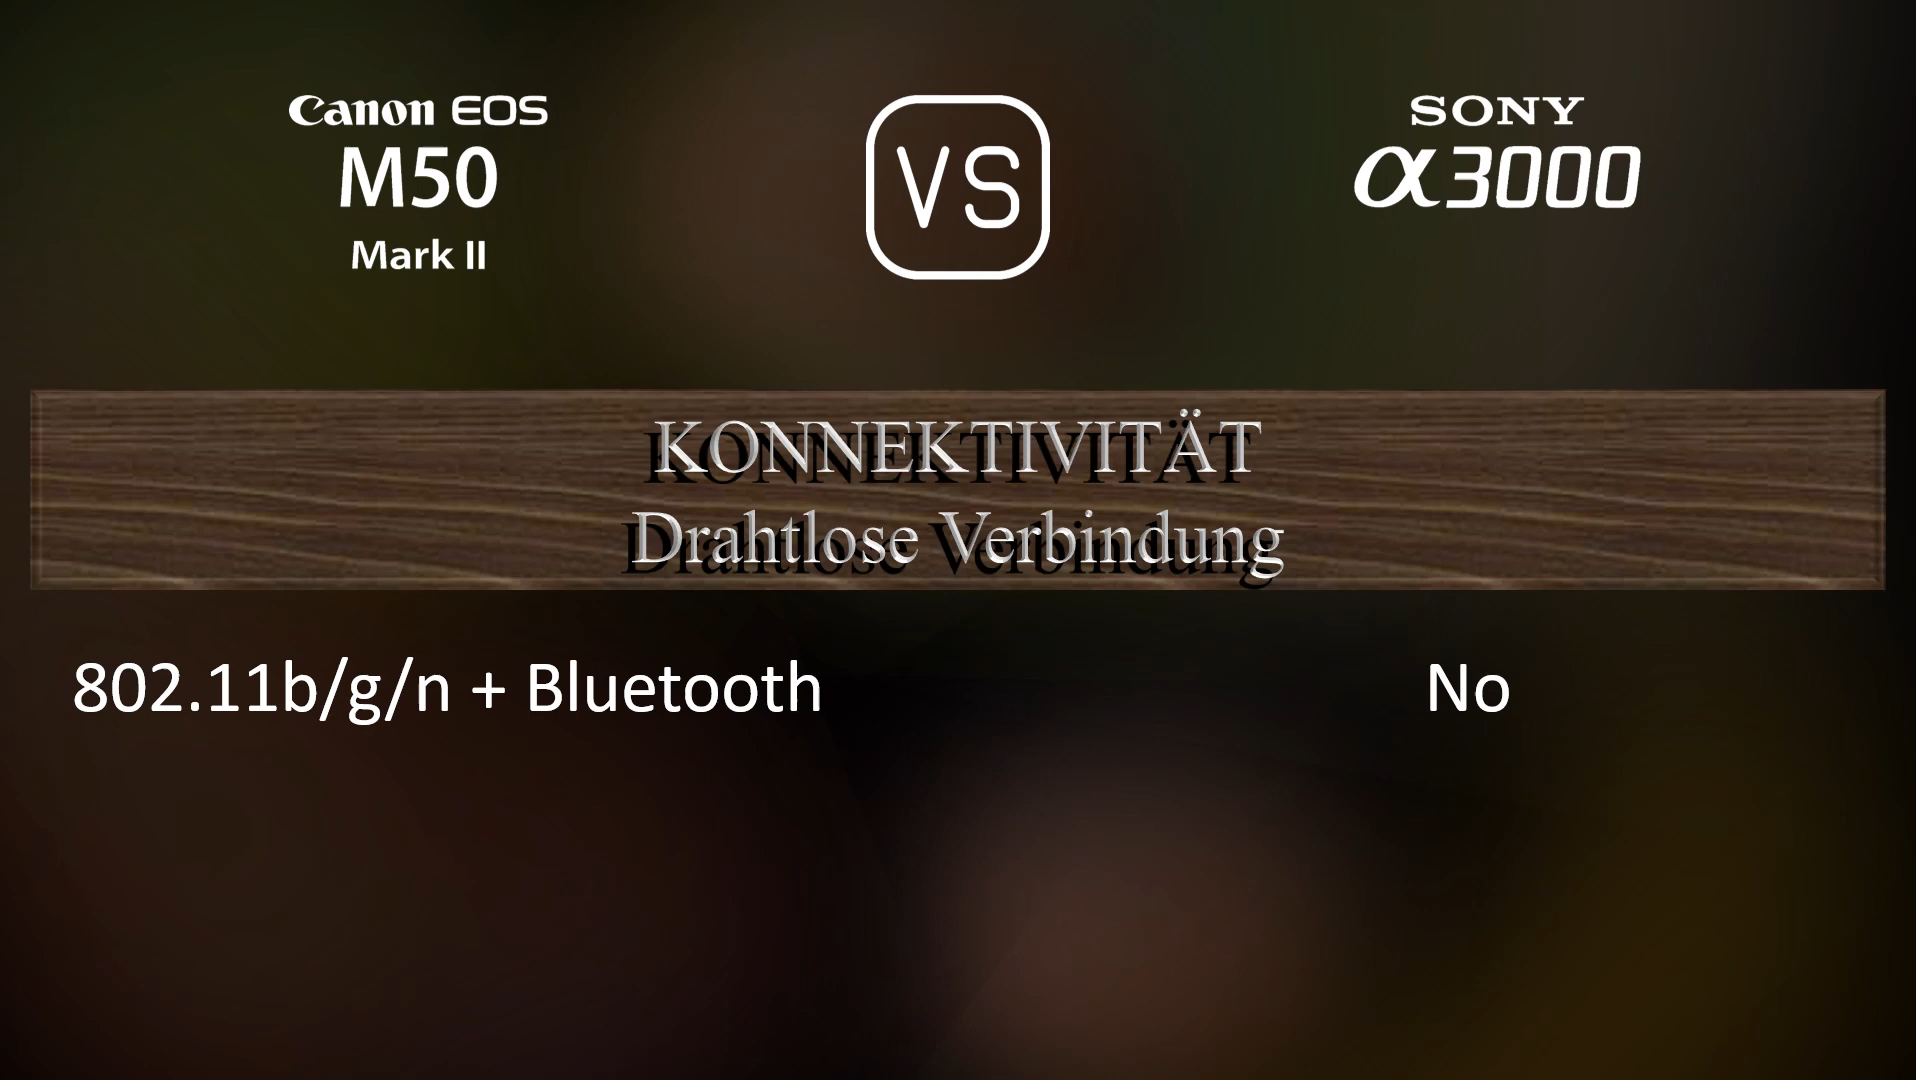 Canon EOS
M50
Mark II
VS
SONY
α3000
KONNEKTIVITÄT
Drahtlose Verbindung
802.11b/g/n + Bluetooth
No